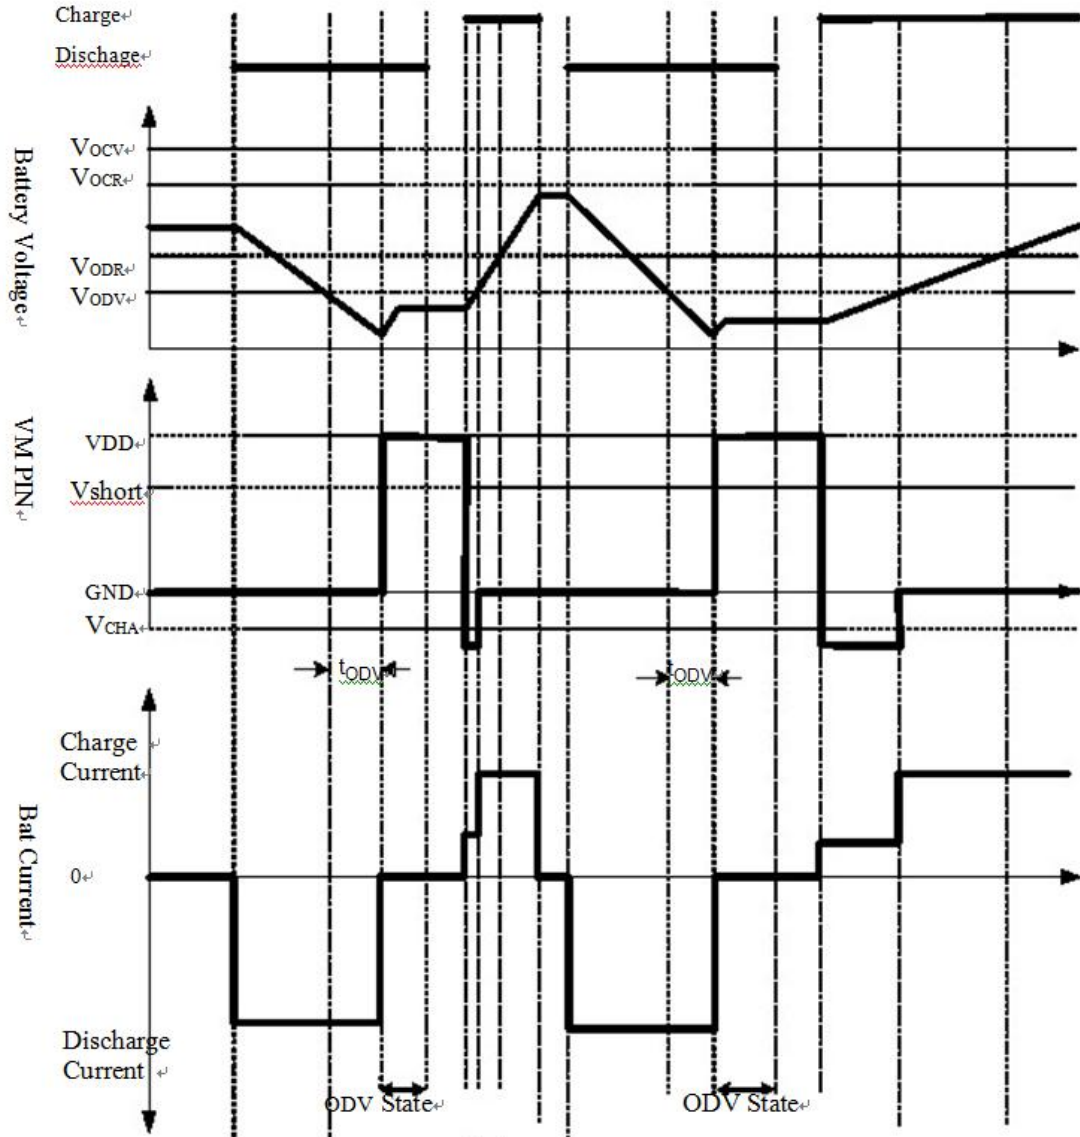 Charge↵
Dischage↵
Battery Voltage↵
VOCV↵
VOCR↵
VODR↵
VODV↵
VM PIN↵
VDD↵
Vshort↵
GND↵
VCHA↵
tODV
tODV
Bat Current↵
Charge ↵
Current↵
0↵
Discharge
Current ↵
ODV State↵
ODV State↵